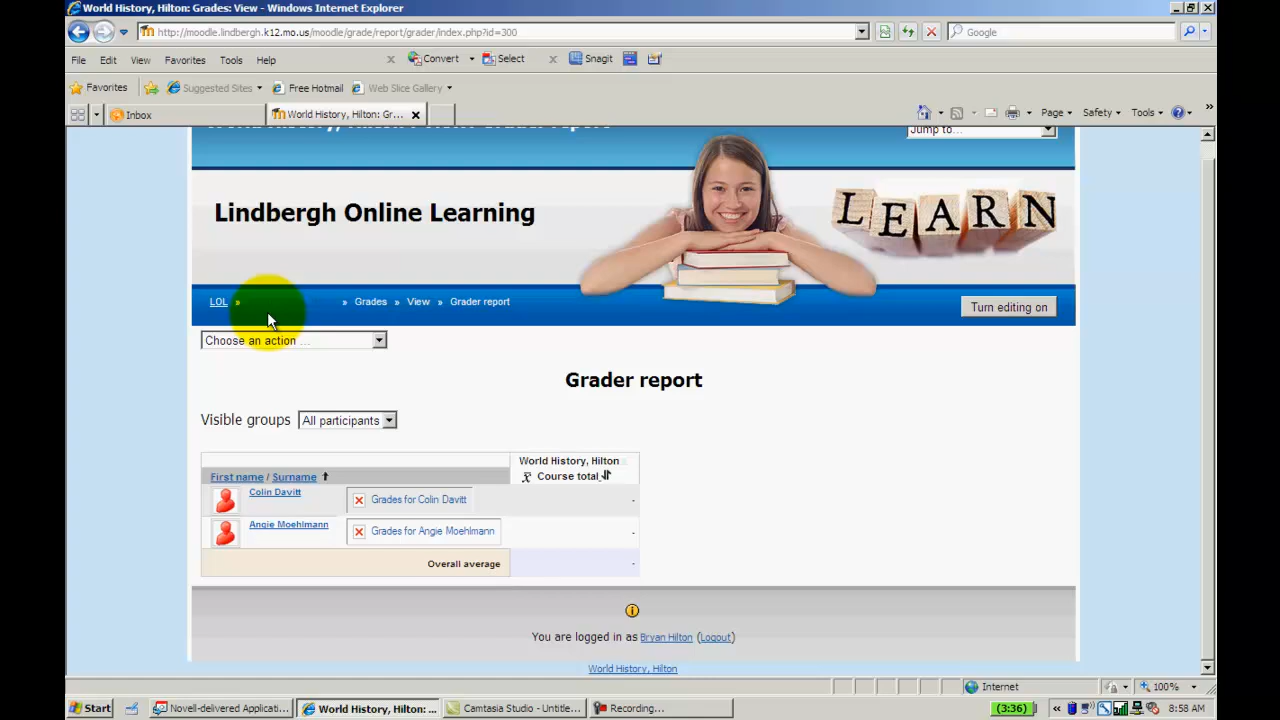 World History, Hilton: Grades: View - Windows Internet Explorer
http://moodle.lindbergh.k12.mo.us/moodle/grade/report/grader/index.php?id=300
Google
File Edit View Favorites Tools Help
x Convert Select x Snagit
Favorites Suggested Sites Free Hotmail Web Slice Gallery
Inbox World History, Hilton: Gr... x Page Safety Tools »
Grader report
Jump to...
Lindbergh Online Learning
LEARN
LOL » » Grades » View » Grader report
Turn editing on
Choose an action ...
Grader report
Visible groups All participants
World History, Hilton
First name / Surname ↑ x̅ Course total
Colin Davitt Grades for Colin Davitt -
Angie Moehlmann Grades for Angie Moehlmann -
Overall average -
You are logged in as Bryan Hilton (Logout)
World History, Hilton
Internet 100%
Start Novell-delivered Applicati... World History, Hilton: ... Camtasia Studio - Untitle... Recording... (3:36) « 8:58 AM